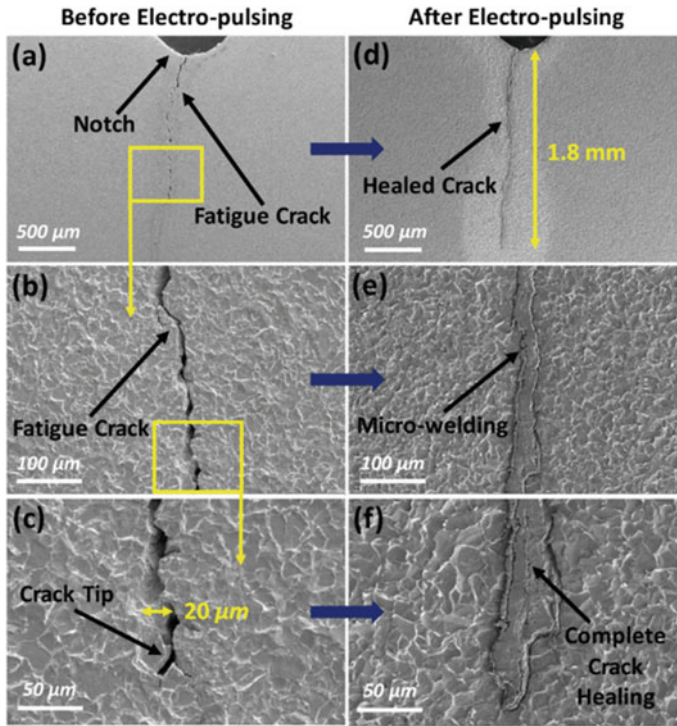 Before Electro-pulsing
After Electro-pulsing
(a)
Notch
Fatigue Crack
500 μm
(d)
1.8 mm
Healed Crack
500 μm
(b)
Fatigue Crack
100 μm
(e)
Micro-welding
100 μm
(c)
Crack Tip
20 μm
50 μm
(f)
Complete
Crack
Healing
50 μm